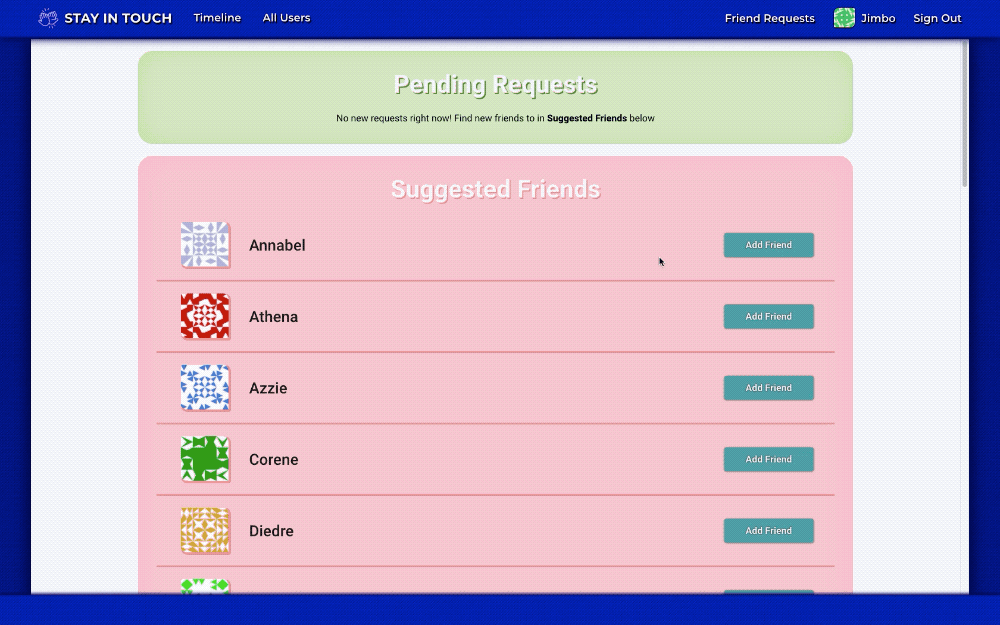 STAY IN TOUCH Timeline All Users Friend Requests Jimbo Sign Out
Pending Requests
No new requests right now! Find new friends to in Suggested Friends below
Suggested Friends
Annabel Add Friend
Athena Add Friend
Azzie Add Friend
Corene Add Friend
Diedre Add Friend